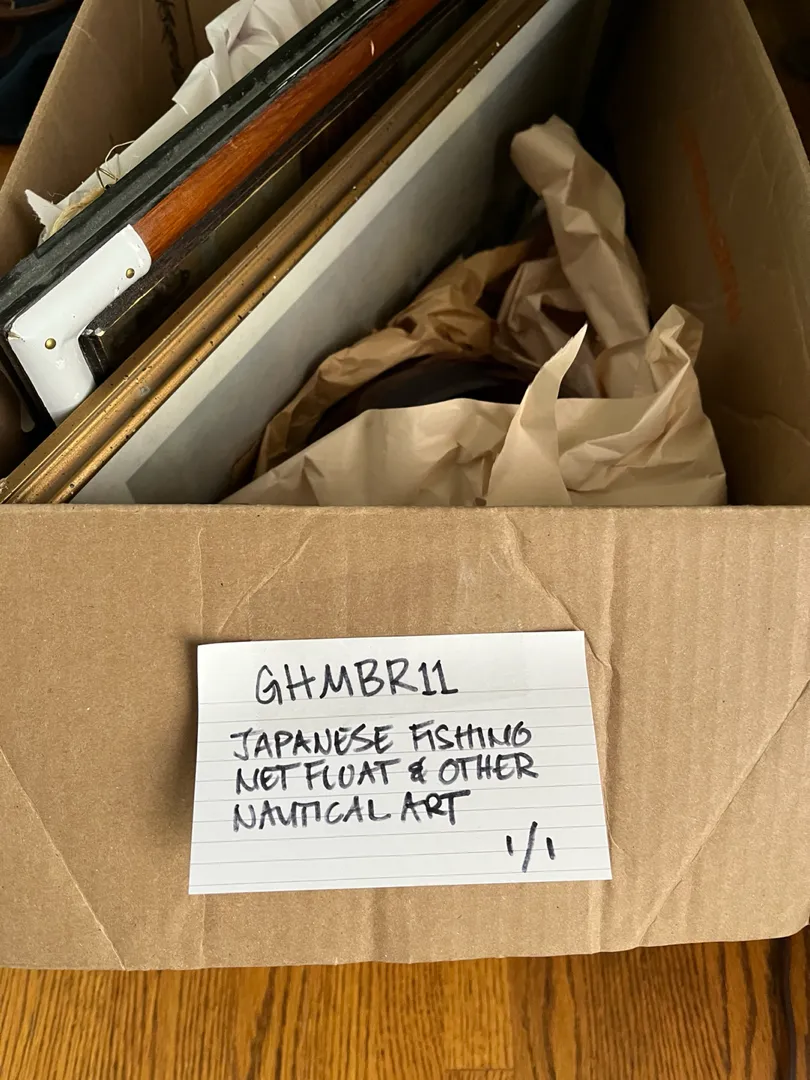 GHMBR11
JAPANESE FISHING
NET FLOAT & OTHER
NAUTICAL ART
1/1